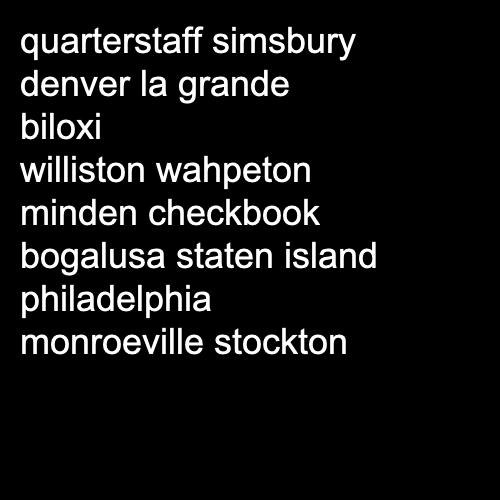 quarterstaff simsbury
denver la grande
biloxi
williston wahpeton
minden checkbook
bogalusa staten island
philadelphia
monroeville stockton